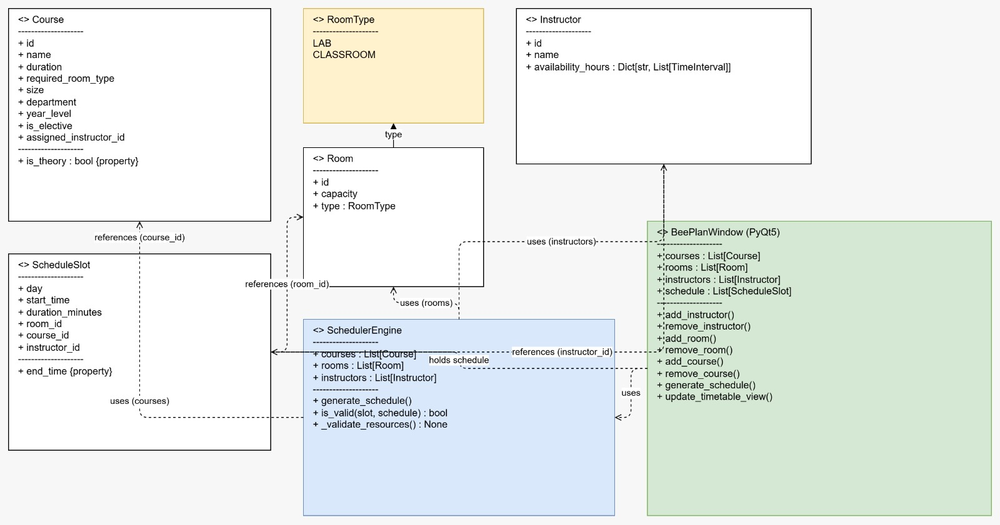 <> Course
--------------------
+ id
+ name
+ duration
+ required_room_type
+ size
+ department
+ year_level
+ is_elective
+ assigned_instructor_id
--------------------
+ is_theory : bool {property}
<> RoomType
--------------------
LAB
CLASSROOM
<> Instructor
--------------------
+ id
+ name
+ availability_hours : Dict[str, List[TimeInterval]]
type
<> Room
--------------------
+ id
+ capacity
+ type : RoomType
references (course_id)
<> ScheduleSlot
--------------------
+ day
+ start_time
+ duration_minutes
+ room_id
+ course_id
+ instructor_id
--------------------
+ end_time {property}
uses (courses)
references (room_id)
uses (rooms)
uses (instructors)
<> SchedulerEngine
--------------------
+ courses : List[Course]
+ rooms : List[Room]
+ instructors : List[Instructor]
--------------------
+ generate_schedule()
+ is_valid(slot, schedule) : bool
+ _validate_resources() : None
holds schedule
references (instructor_id)
uses
<> BeePlanWindow (PyQt5)
--------------------
+ courses : List[Course]
+ rooms : List[Room]
+ instructors : List[Instructor]
+ schedule : List[ScheduleSlot]
--------------------
+ add_instructor()
+ remove_instructor()
+ add_room()
+ remove_room()
+ add_course()
+ remove_course()
+ generate_schedule()
+ update_timetable_view()